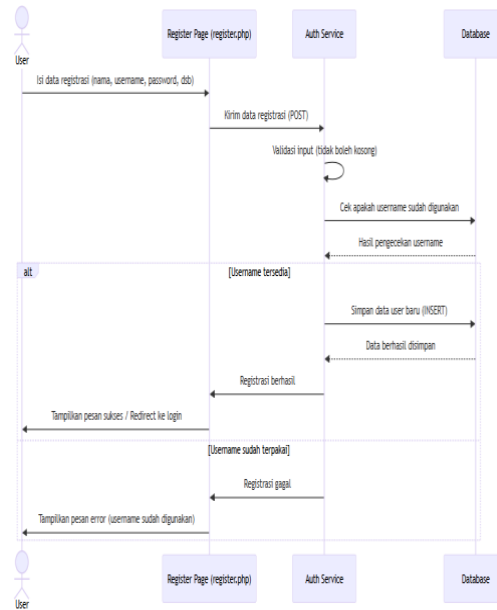 Register Page (register.php)
Auth Service
Database
User
Isi data registrasi (nama, username, password, dsb)
Kirim data registrasi (POST)
Validasi input (tidak boleh kosong)
Cek apakah username sudah digunakan
Hasil pengecekan username
alt
[Username tersedia]
Simpan data user baru (INSERT)
Data berhasil disimpan
Registrasi berhasil
Tampilkan pesan sukses / Redirect ke login
[Username sudah terpakai]
Registrasi gagal
Tampilkan pesan error (username sudah digunakan)
Register Page (register.php)
Auth Service
Database
User